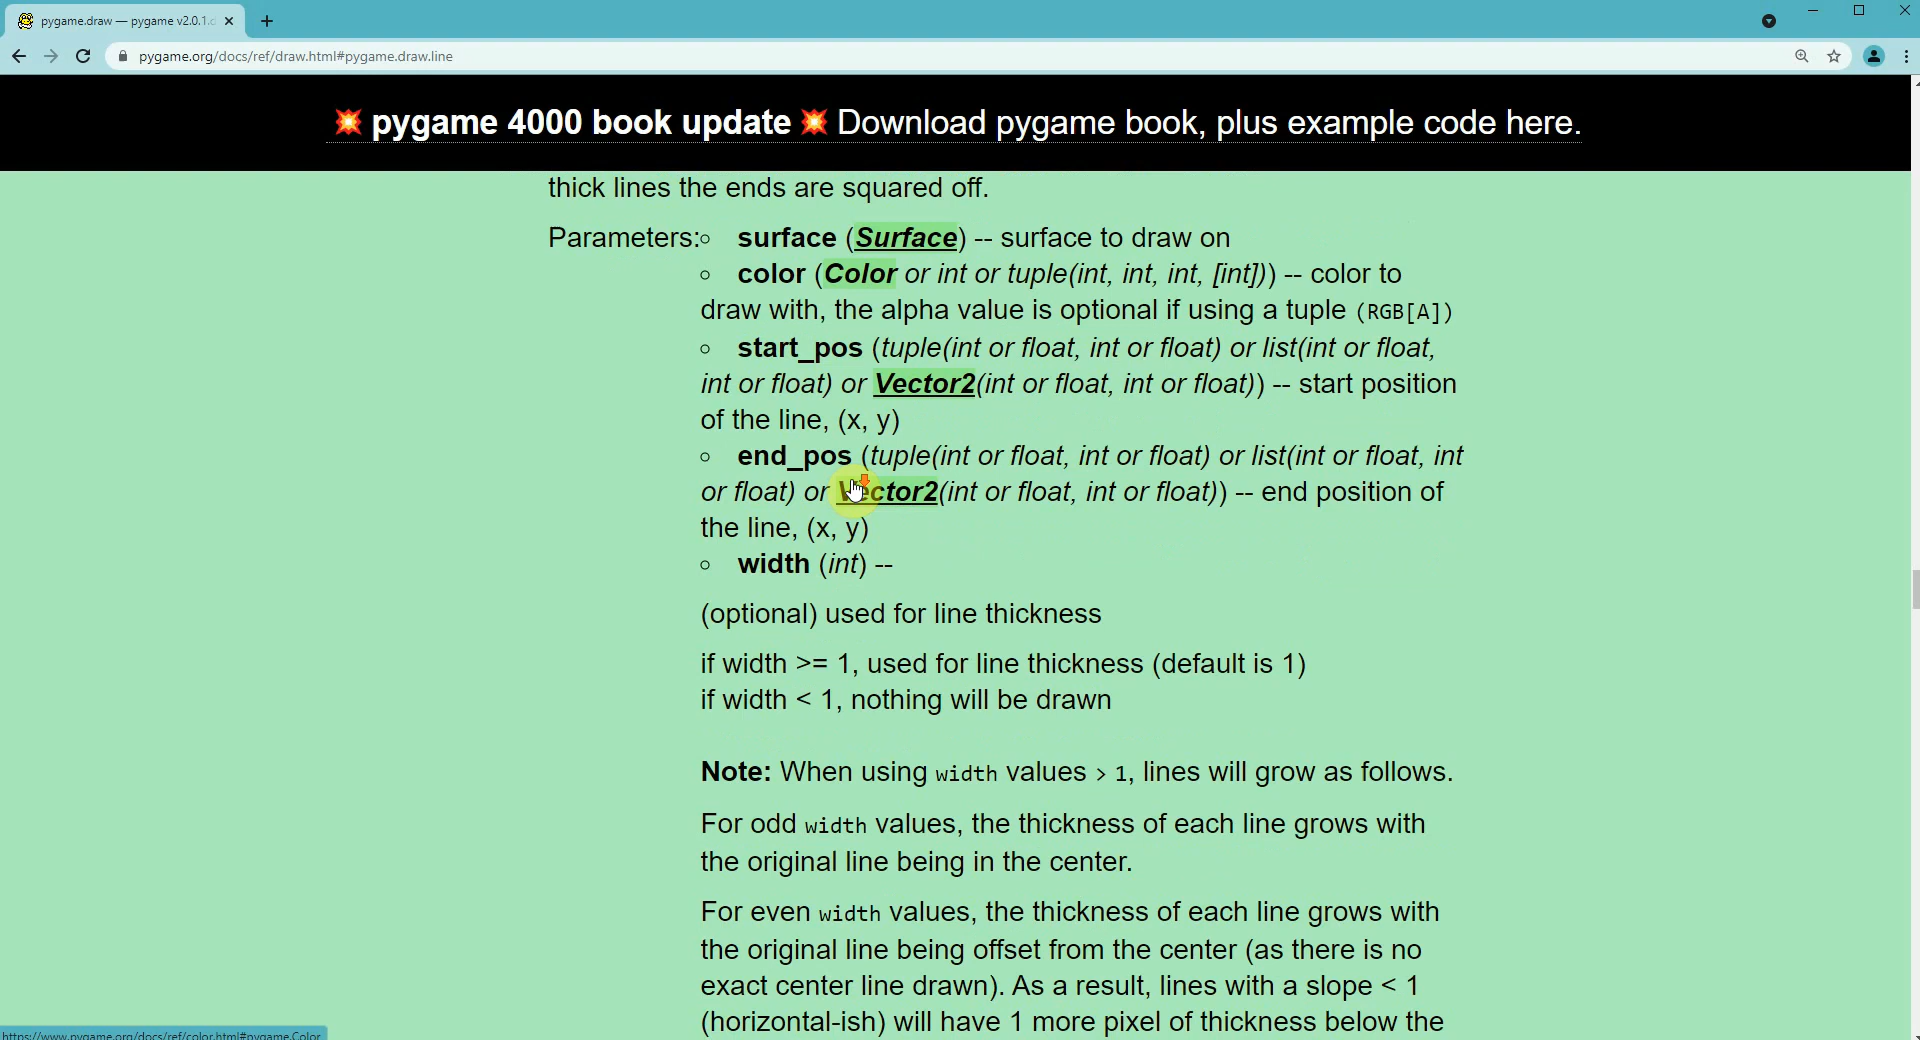 pygame.draw — pygame v2.0.1.d
pygame.org/docs/ref/draw.html#pygame.draw.line
💥 pygame 4000 book update 💥 Download pygame book, plus example code here.
thick lines the ends are squared off.
Parameters: surface (Surface) -- surface to draw on
color (Color or int or tuple(int, int, int, [int])) -- color to
draw with, the alpha value is optional if using a tuple (RGB[A])
start_pos (tuple(int or float, int or float) or list(int or float,
int or float) or Vector2(int or float, int or float)) -- start position
of the line, (x, y)
end_pos (tuple(int or float, int or float) or list(int or float, int
or float) or Vector2(int or float, int or float)) -- end position of
the line, (x, y)
width (int) --
(optional) used for line thickness
if width >= 1, used for line thickness (default is 1)
if width < 1, nothing will be drawn
Note: When using width values > 1, lines will grow as follows.
For odd width values, the thickness of each line grows with
the original line being in the center.
For even width values, the thickness of each line grows with
the original line being offset from the center (as there is no
exact center line drawn). As a result, lines with a slope < 1
(horizontal-ish) will have 1 more pixel of thickness below the
https://www.pygame.org/docs/ref/color.html#pygame.Color